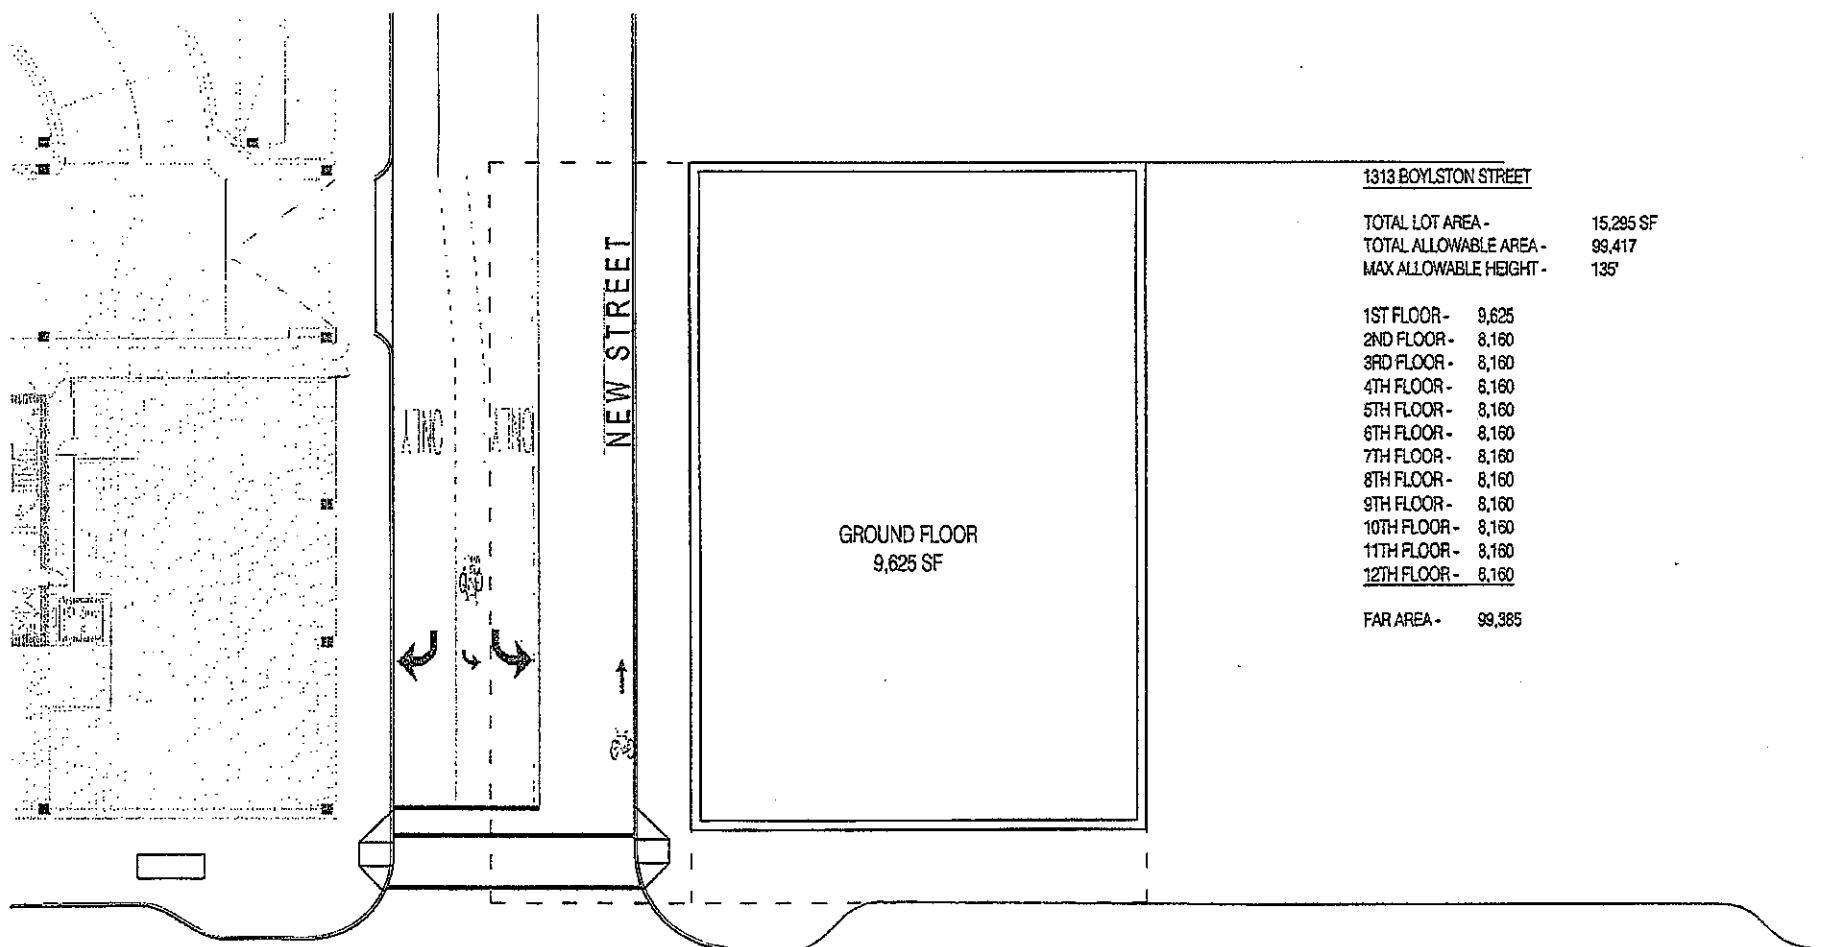 1313 BOYLSTON STREET
TOTAL LOT AREA - 15,295 SF
TOTAL ALLOWABLE AREA - 99,417
MAX ALLOWABLE HEIGHT - 135'
1ST FLOOR - 9,625
2ND FLOOR - 8,160
3RD FLOOR - 8,160
4TH FLOOR - 8,160
5TH FLOOR - 8,160
6TH FLOOR - 8,160
7TH FLOOR - 8,160
8TH FLOOR - 8,160
9TH FLOOR - 8,160
10TH FLOOR - 8,160
11TH FLOOR - 8,160
12TH FLOOR - 8,160
FAR AREA - 99,385
NEW STREET
ONLY
ONLY
GROUND FLOOR
9,625 SF